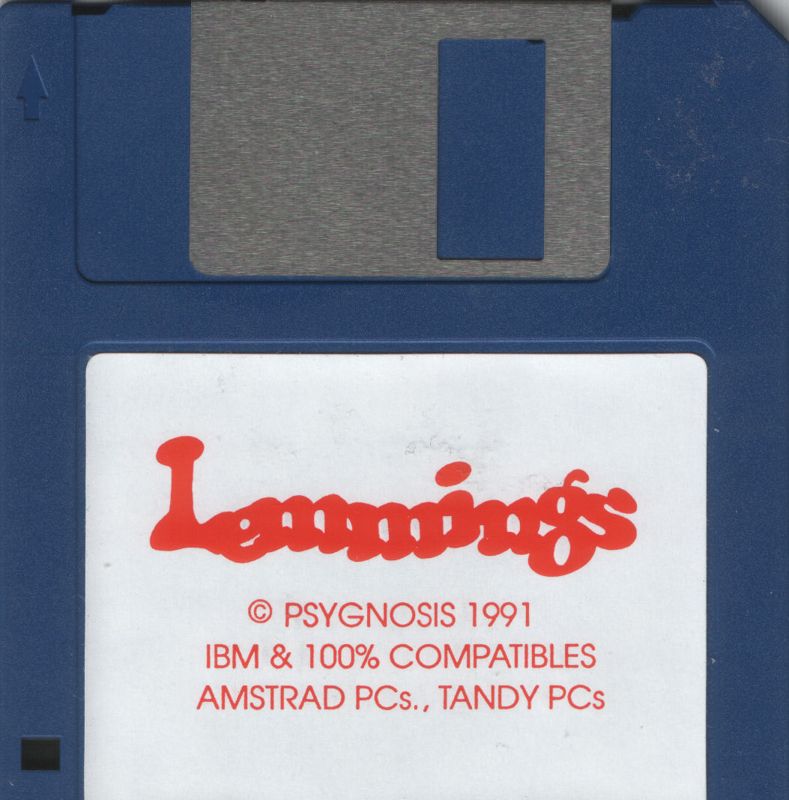 Lemmings
© PSYGNOSIS 1991
IBM & 100% COMPATIBLES
AMSTRAD PCs., TANDY PCs